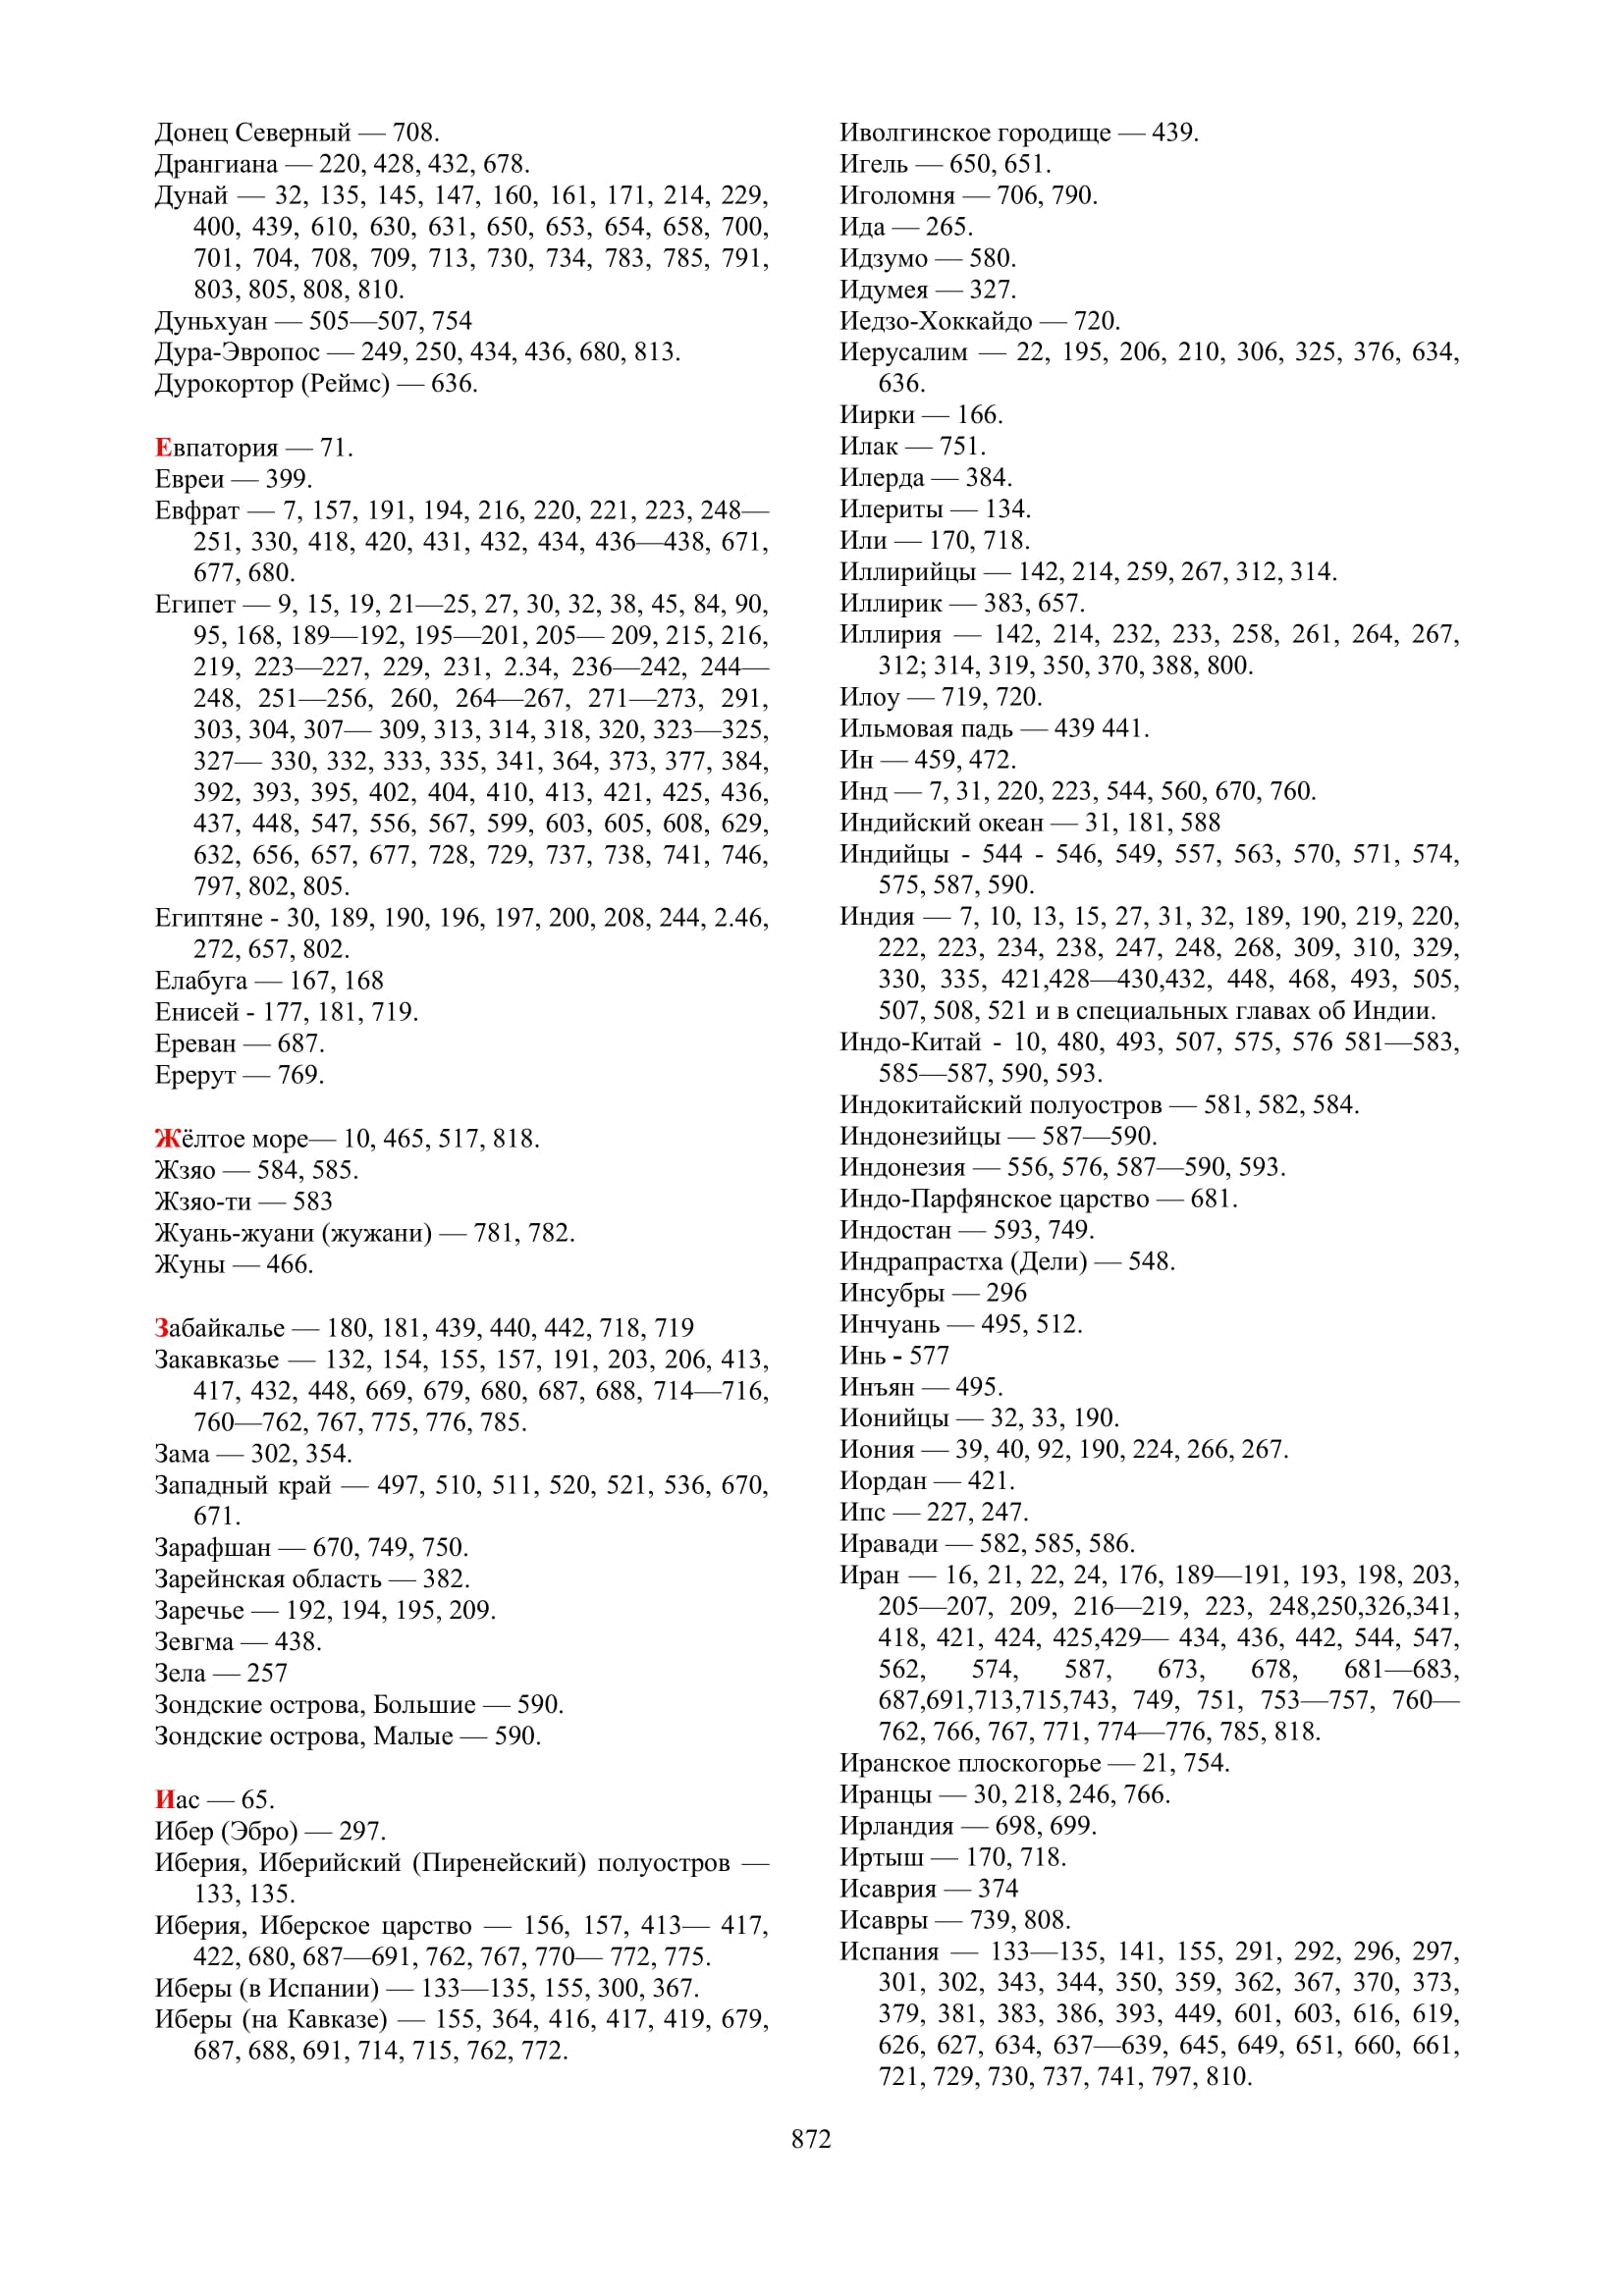 Донец Северный — 708.
Дрангиана — 220, 428, 432, 678.
Дунай — 32, 135, 145, 147, 160, 161, 171, 214, 229,
400, 439, 610, 630, 631, 650, 653, 654, 658, 700,
701, 704, 708, 709, 713, 730, 734, 783, 785, 791,
803, 805, 808, 810.
Дуньхуан — 505—507, 754
Дура-Эвропос — 249, 250, 434, 436, 680, 813.
Дурокортор (Реймс) — 636.
Евпатория — 71.
Евреи — 399.
Евфрат — 7, 157, 191, 194, 216, 220, 221, 223, 248—
251, 330, 418, 420, 431, 432, 434, 436—438, 671,
677, 680.
Египет — 9, 15, 19, 21—25, 27, 30, 32, 38, 45, 84, 90,
95, 168, 189—192, 195—201, 205— 209, 215, 216,
219, 223—227, 229, 231, 2.34, 236—242, 244—
248, 251—256, 260, 264—267, 271—273, 291,
303, 304, 307— 309, 313, 314, 318, 320, 323—325,
327— 330, 332, 333, 335, 341, 364, 373, 377, 384,
392, 393, 395, 402, 404, 410, 413, 421, 425, 436,
437, 448, 547, 556, 567, 599, 603, 605, 608, 629,
632, 656, 657, 677, 728, 729, 737, 738, 741, 746,
797, 802, 805.
Египтяне - 30, 189, 190, 196, 197, 200, 208, 244, 2.46,
272, 657, 802.
Елабуга — 167, 168
Енисей - 177, 181, 719.
Ереван — 687.
Ерерут — 769.
Жёлтое море— 10, 465, 517, 818.
Жзяо — 584, 585.
Жзяо-ти — 583
Жуань-жуани (жужани) — 781, 782.
Жуны — 466.
Забайкалье — 180, 181, 439, 440, 442, 718, 719
Закавказье — 132, 154, 155, 157, 191, 203, 206, 413,
417, 432, 448, 669, 679, 680, 687, 688, 714—716,
760—762, 767, 775, 776, 785.
Зама — 302, 354.
Западный край — 497, 510, 511, 520, 521, 536, 670,
671.
Зарафшан — 670, 749, 750.
Зарейнская область — 382.
Заречье — 192, 194, 195, 209.
Зевгма — 438.
Зела — 257
Зондские острова, Большие — 590.
Зондские острова, Малые — 590.
Иас — 65.
Ибер (Эбро) — 297.
Иберия, Иберийский (Пиренейский) полуостров —
133, 135.
Иберия, Иберское царство — 156, 157, 413— 417,
422, 680, 687—691, 762, 767, 770— 772, 775.
Иберы (в Испании) — 133—135, 155, 300, 367.
Иберы (на Кавказе) — 155, 364, 416, 417, 419, 679,
687, 688, 691, 714, 715, 762, 772.
Иволгинское городище — 439.
Игель — 650, 651.
Иголомня — 706, 790.
Ида — 265.
Идзумо — 580.
Идумея — 327.
Иедзо-Хоккайдо — 720.
Иерусалим — 22, 195, 206, 210, 306, 325, 376, 634,
636.
Иирки — 166.
Илак — 751.
Илерда — 384.
Илериты — 134.
Или — 170, 718.
Иллирийцы — 142, 214, 259, 267, 312, 314.
Иллирик — 383, 657.
Иллирия — 142, 214, 232, 233, 258, 261, 264, 267,
312; 314, 319, 350, 370, 388, 800.
Илоу — 719, 720.
Ильмовая падь — 439 441.
Ин — 459, 472.
Инд — 7, 31, 220, 223, 544, 560, 670, 760.
Индийский океан — 31, 181, 588
Индийцы - 544 - 546, 549, 557, 563, 570, 571, 574,
575, 587, 590.
Индия — 7, 10, 13, 15, 27, 31, 32, 189, 190, 219, 220,
222, 223, 234, 238, 247, 248, 268, 309, 310, 329,
330, 335, 421,428—430,432, 448, 468, 493, 505,
507, 508, 521 и в специальных главах об Индии.
Индо-Китай - 10, 480, 493, 507, 575, 576 581—583,
585—587, 590, 593.
Индокитайский полуостров — 581, 582, 584.
Индонезийцы — 587—590.
Индонезия — 556, 576, 587—590, 593.
Индо-Парфянское царство — 681.
Индостан — 593, 749.
Индрапрастха (Дели) — 548.
Инсубры — 296
Инчуань — 495, 512.
Инь - 577
Инъян — 495.
Ионийцы — 32, 33, 190.
Иония — 39, 40, 92, 190, 224, 266, 267.
Иордан — 421.
Ипс — 227, 247.
Иравади — 582, 585, 586.
Иран — 16, 21, 22, 24, 176, 189—191, 193, 198, 203,
205—207, 209, 216—219, 223, 248,250,326,341,
418, 421, 424, 425,429— 434, 436, 442, 544, 547,
562, 574, 587, 673, 678, 681—683,
687,691,713,715,743, 749, 751, 753—757, 760—
762, 766, 767, 771, 774—776, 785, 818.
Иранское плоскогорье — 21, 754.
Иранцы — 30, 218, 246, 766.
Ирландия — 698, 699.
Иртыш — 170, 718.
Исаврия — 374
Исавры — 739, 808.
Испания — 133—135, 141, 155, 291, 292, 296, 297,
301, 302, 343, 344, 350, 359, 362, 367, 370, 373,
379, 381, 383, 386, 393, 449, 601, 603, 616, 619,
626, 627, 634, 637—639, 645, 649, 651, 660, 661,
721, 729, 730, 737, 741, 797, 810.
872